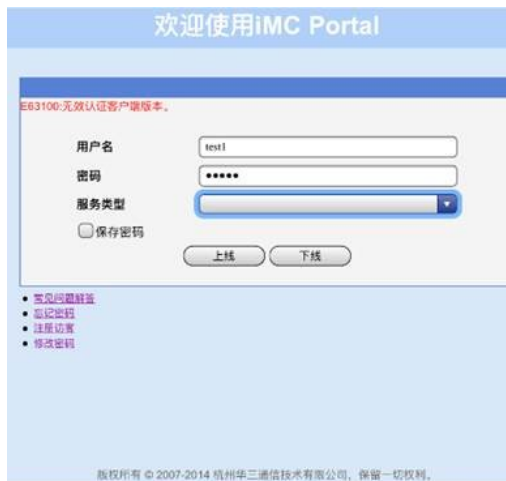 欢迎使用iMC Portal
E63100:无效认证客户端版本。
用户名
test1
密码
•••••
服务类型
保存密码
上线 下线
常见问题解答
忘记密码
注册访客
修改密码
版权所有 © 2007-2014 杭州华三通信技术有限公司，保留一切权利。